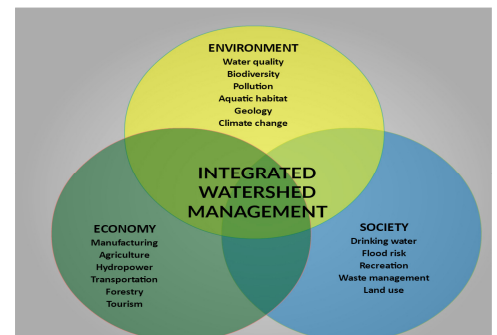 ENVIRONMENT
Water quality
Biodiversity
Pollution
Aquatic habitat
Geology
Climate change
INTEGRATED
WATERSHED
MANAGEMENT
ECONOMY
Manufacturing
Agriculture
Hydropower
Transportation
Forestry
Tourism
SOCIETY
Drinking water
Flood risk
Recreation
Waste management
Land use